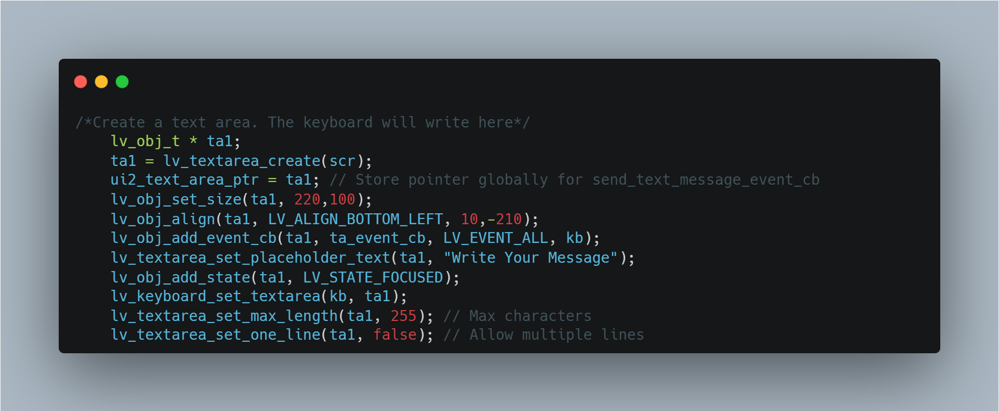 /*Create a text area. The keyboard will write here*/
    lv_obj_t * ta1;
    ta1 = lv_textarea_create(scr);
    ui2_text_area_ptr = ta1; // Store pointer globally for send_text_message_event_cb
    lv_obj_set_size(ta1, 220,100);
    lv_obj_align(ta1, LV_ALIGN_BOTTOM_LEFT, 10,-210);
    lv_obj_add_event_cb(ta1, ta_event_cb, LV_EVENT_ALL, kb);
    lv_textarea_set_placeholder_text(ta1, "Write Your Message");
    lv_obj_add_state(ta1, LV_STATE_FOCUSED);
    lv_keyboard_set_textarea(kb, ta1);
    lv_textarea_set_max_length(ta1, 255); // Max characters
    lv_textarea_set_one_line(ta1, false); // Allow multiple lines